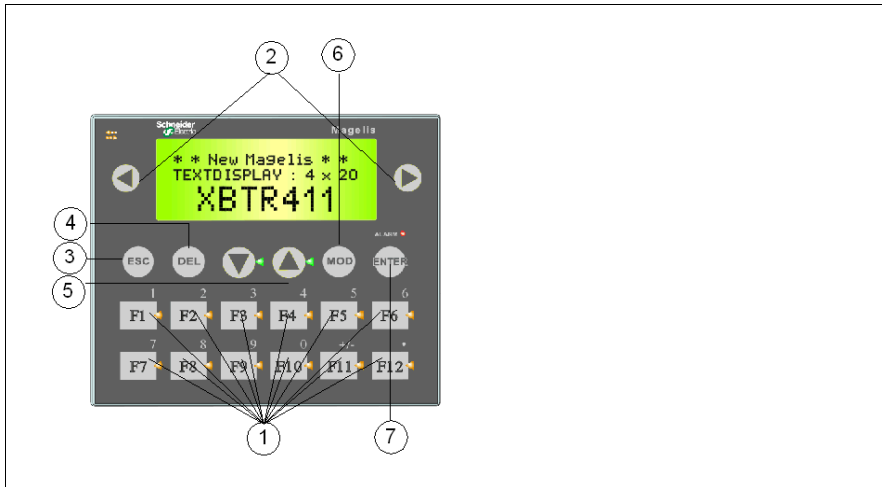 2 6
Schneider
Electric
Magelis
* * New Magelis * *
TEXTDISPLAY : 4 x 20
XBTR411
4
ALARM
3 ESC DEL MOD ENTER
5
1 2 3 4 5 6
F1 F2 F3 F4 F5 F6
7 8 9 0 +/- •
F7 F8 F9 F10 F11 F12
1 7